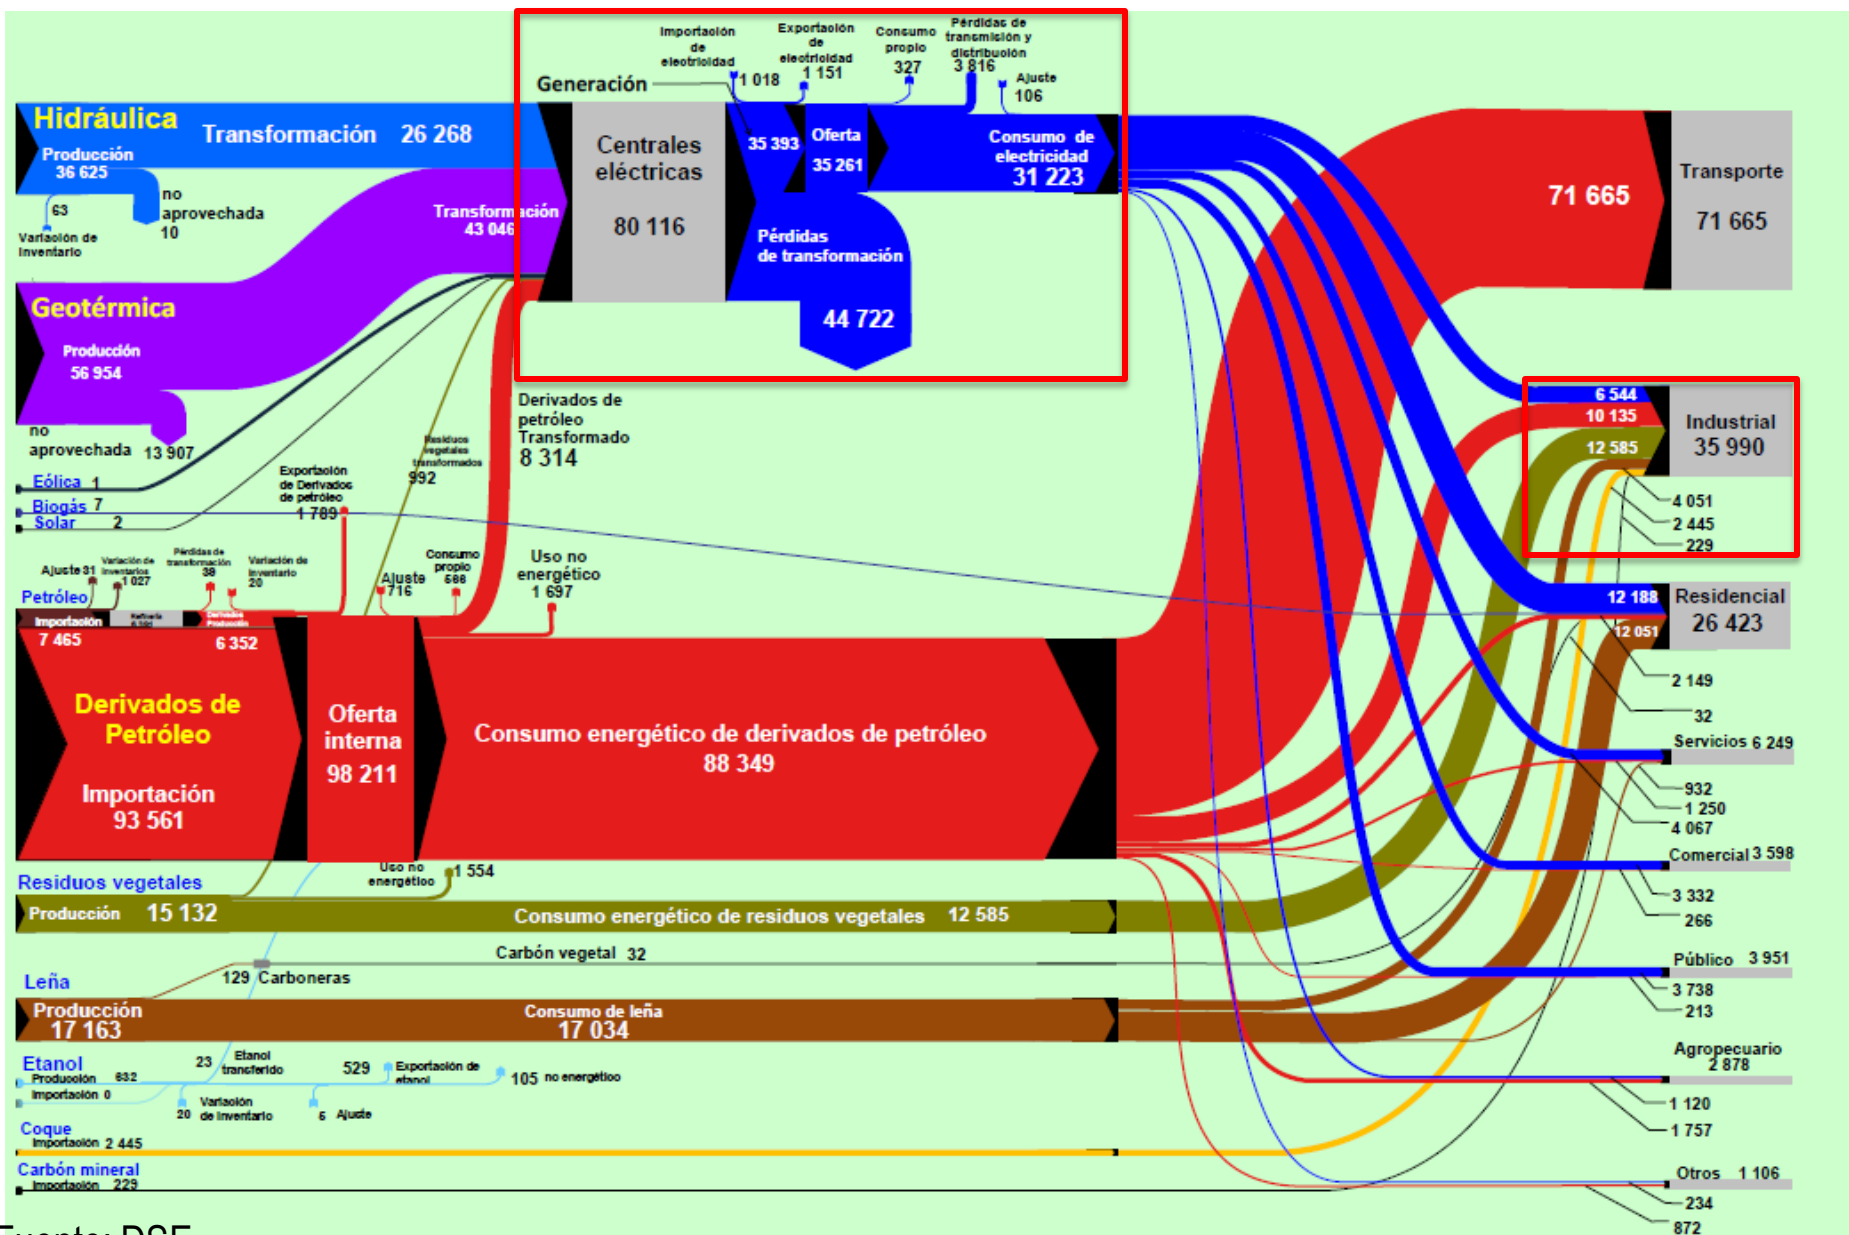 Importación
de
electricidad
1 018
Exportación
de
electricidad
1 151
Consumo
propio
327
Pérdidas de
transmisión y
distribución
3 816
Ajuste
106
Generación
Hidráulica
Transformación 26 268
Producción
36 625
63
Variación de
Inventario
no
aprovechada
10
Centrales
eléctricas
80 116
35 393
Oferta
35 261
Consumo de
electricidad
31 223
Pérdidas
de transformación
44 722
Transformación
43 046
Geotérmica
Producción
56 954
no
aprovechada 13 907
Eólica 1
Biogás 7
Solar 2
Residuos
vegetales
transformados
992
Derivados de
petróleo
Transformado
8 314
Exportación
de Derivados
de petróleo
1 789
Ajuste 31
Variación de
Inventarios
1 027
Pérdidas de
transformación
38
Variación de
Inventario
20
Ajuste
716
Consumo
propio
Uso no
energético
1 697
Petróleo
Importación
7 465
Producción
6 352
Derivados de
Petróleo
Importación
93 561
Oferta
interna
98 211
Consumo energético de derivados de petróleo
88 349
Uso no
energético
1 554
Residuos vegetales
Producción 15 132
Consumo energético de residuos vegetales 12 585
Carbón vegetal 32
129 Carboneras
Leña
Producción
17 163
Consumo de leña
17 034
Etanol
Producción 632
Importación 0
23 Etanol
transferido
20 Variación
de Inventario
529 Exportación de
etanol
Ajuste
105 no energético
Coque
Importación 2 445
Carbón mineral
Importación 229
71 665
Transporte
71 665
6 544
10 135
12 585
Industrial
35 990
4 051
2 445
229
12 188
12 051
Residencial
26 423
2 149
32
Servicios 6 249
932
1 250
4 067
Comercial 3 598
3 332
266
Público 3 951
3 738
213
Agropecuario
2 878
1 120
1 757
Otros 1 106
234
872